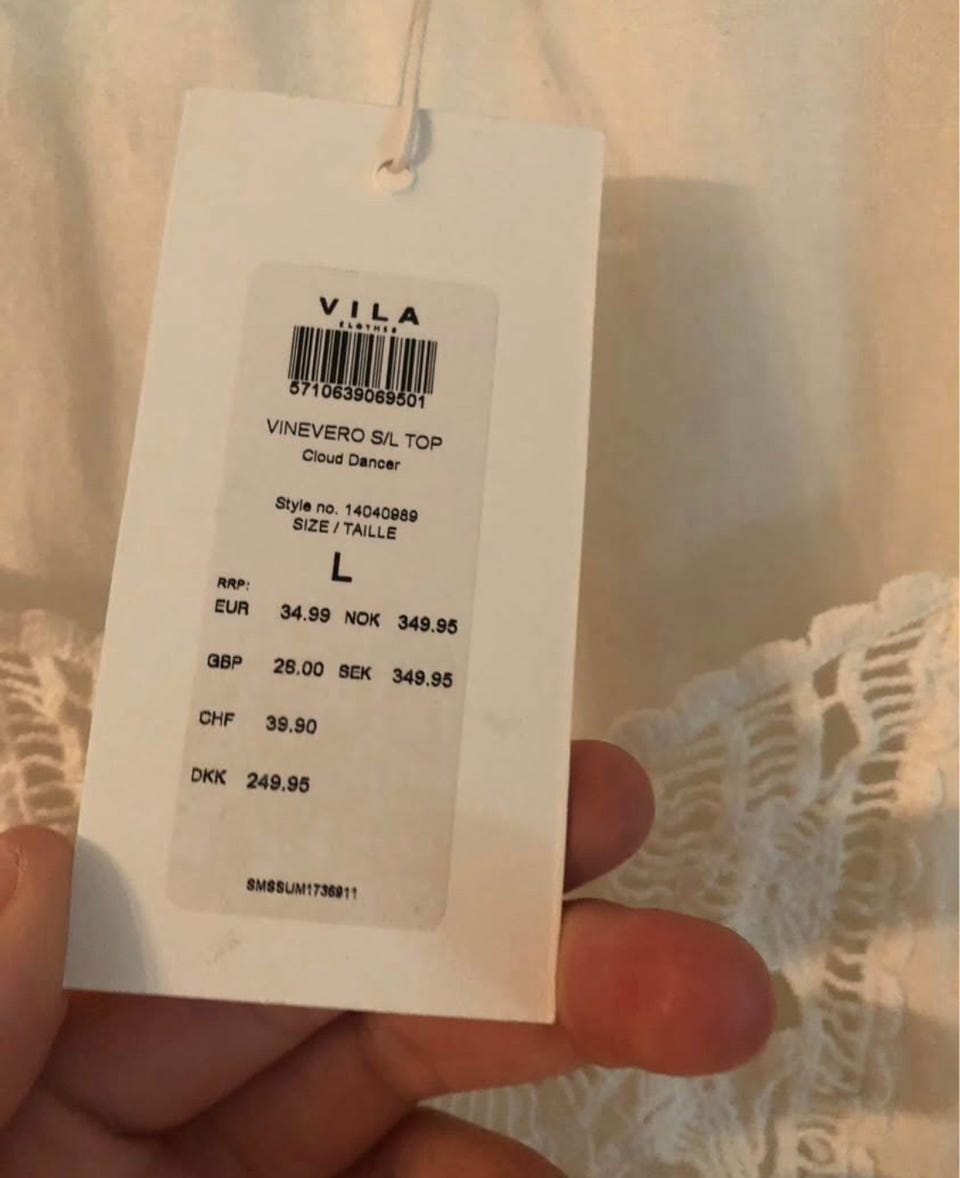 VILA
CLOTHES
5710639069501
VINEVERO S/L TOP
Cloud Dancer
Style no. 14040989
SIZE / TAILLE
L
RRP:
EUR 34.99 NOK 349.95
GBP 28.00 SEK 349.95
CHF 39.90
DKK 249.95
SMSSUM1736911